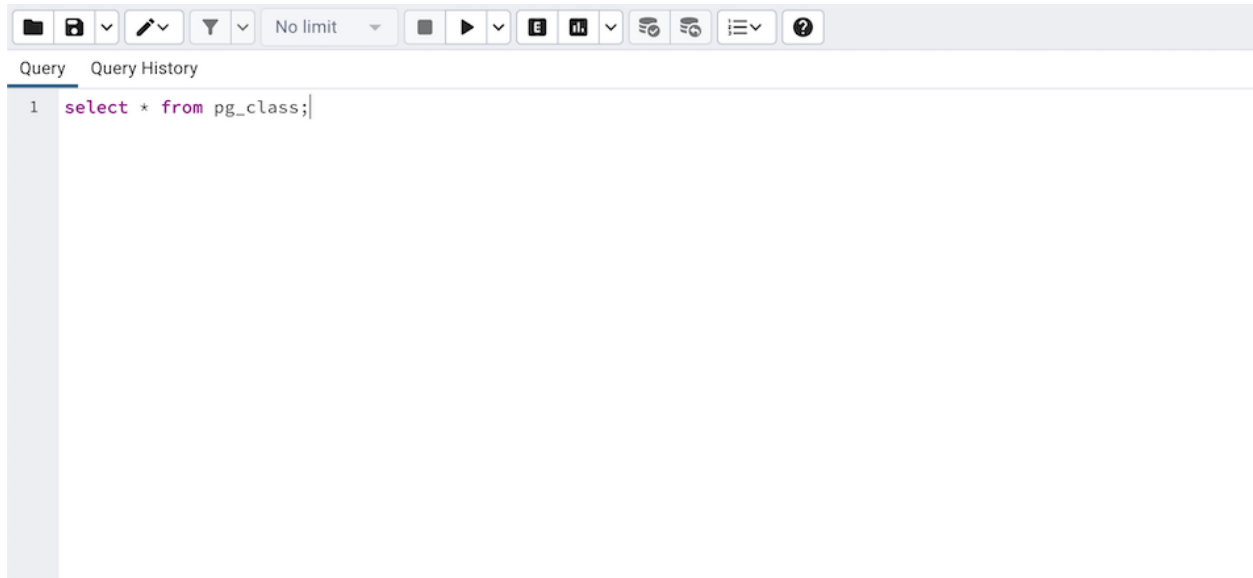 No limit
E
Query Query History
1 select * from pg_class;